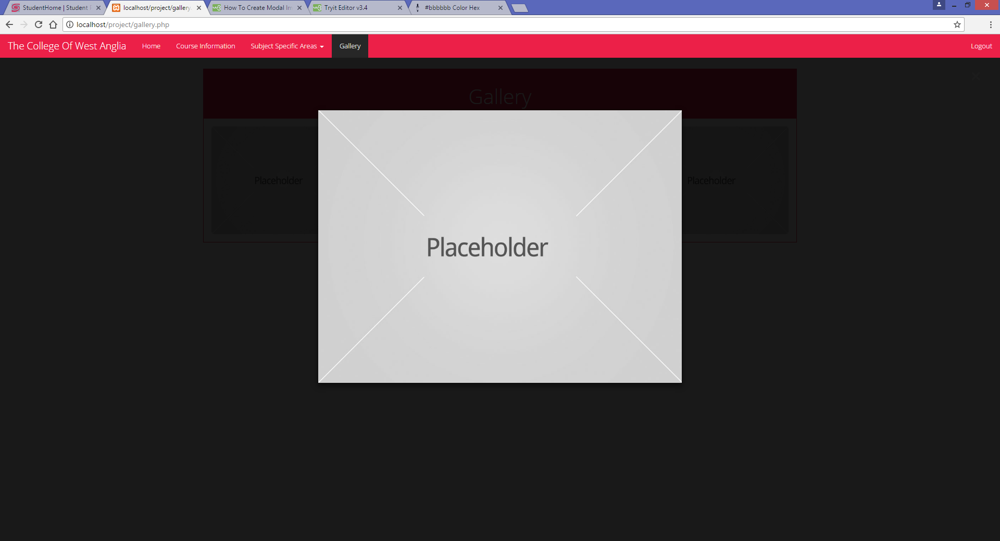 StudentHome | Student
localhost/project/gallery.
How To Create Modal Im
Tryit Editor v3.4
#bbbbbb Color Hex
localhost/project/gallery.php
The College Of West Anglia
Home
Course Information
Subject Specific Areas
Gallery
Logout
Gallery
Placeholder
Placeholder
Placeholder